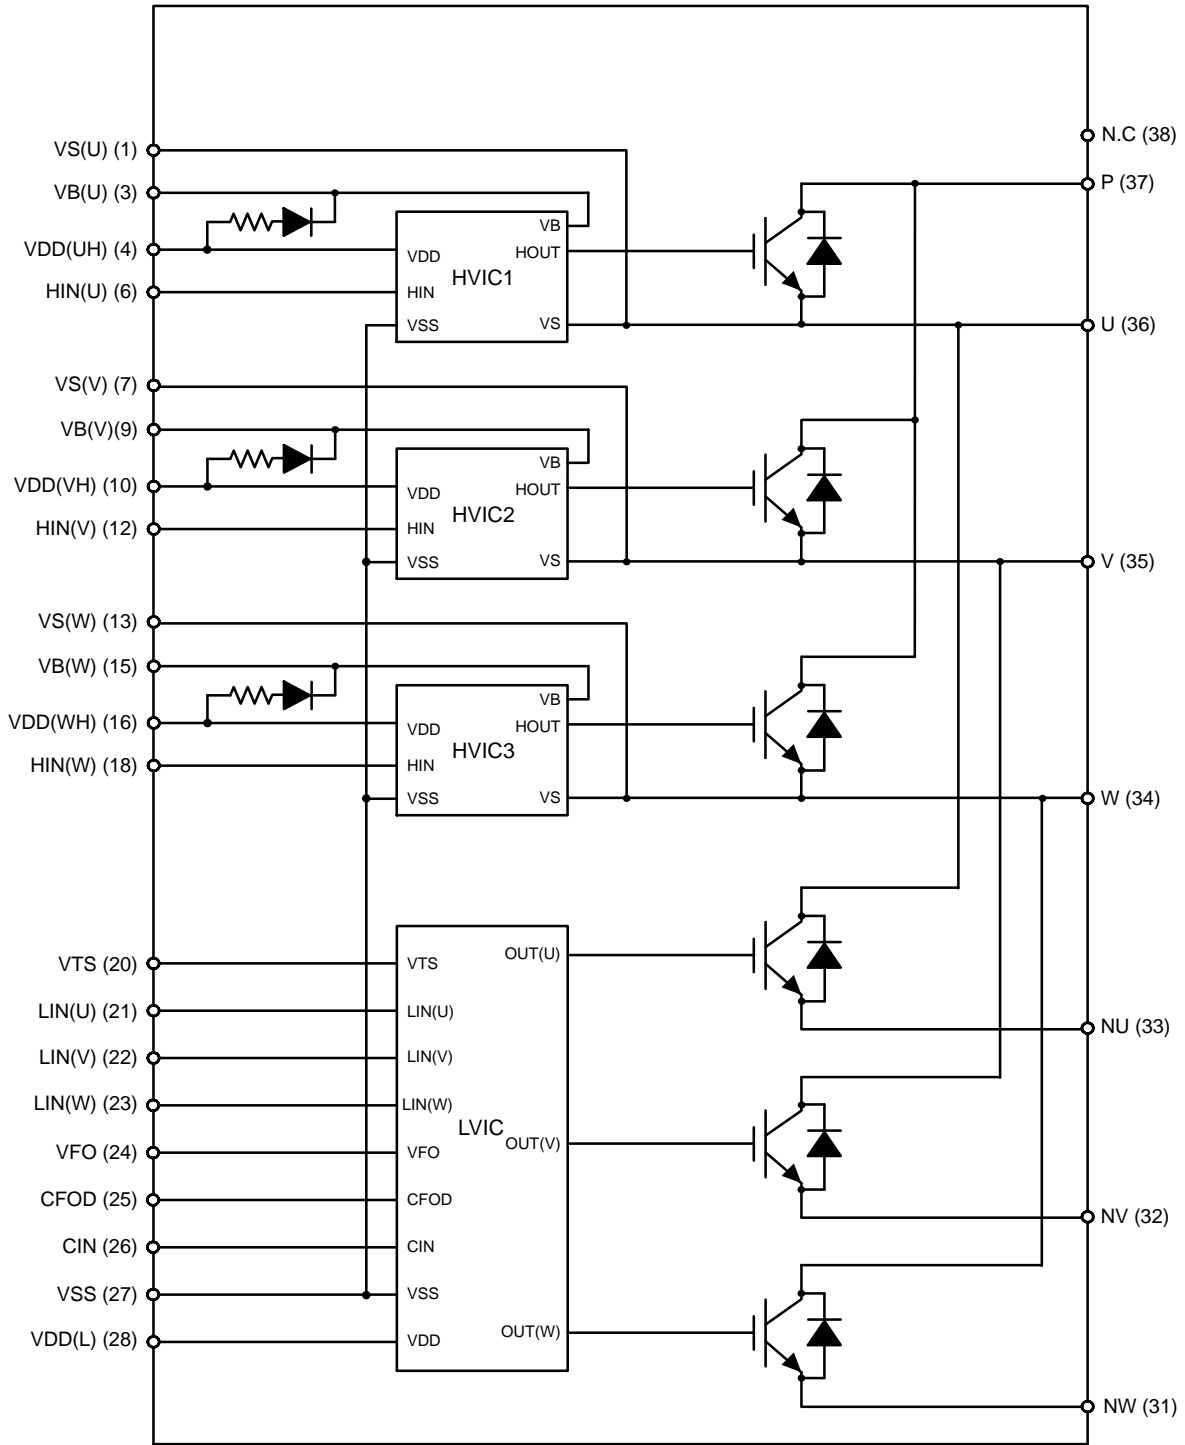 VS(U) (1)
VB(U) (3)
VDD(UH) (4)
HIN(U) (6)
VS(V) (7)
VB(V)(9)
VDD(VH) (10)
HIN(V) (12)
VS(W) (13)
VB(W) (15)
VDD(WH) (16)
HIN(W) (18)
VTS (20)
LIN(U) (21)
LIN(V) (22)
LIN(W) (23)
VFO (24)
CFOD (25)
CIN (26)
VSS (27)
VDD(L) (28)
VB
VDD
HOUT
HVIC1
HIN
VSS
VS
VB
VDD
HOUT
HVIC2
HIN
VSS
VS
VB
VDD
HOUT
HVIC3
HIN
VSS
VS
VTS
OUT(U)
LIN(U)
LIN(V)
LIN(W)
LVIC
OUT(V)
VFO
CFOD
CIN
VSS
OUT(W)
VDD
N.C (38)
P (37)
U (36)
V (35)
W (34)
NU (33)
NV (32)
NW (31)